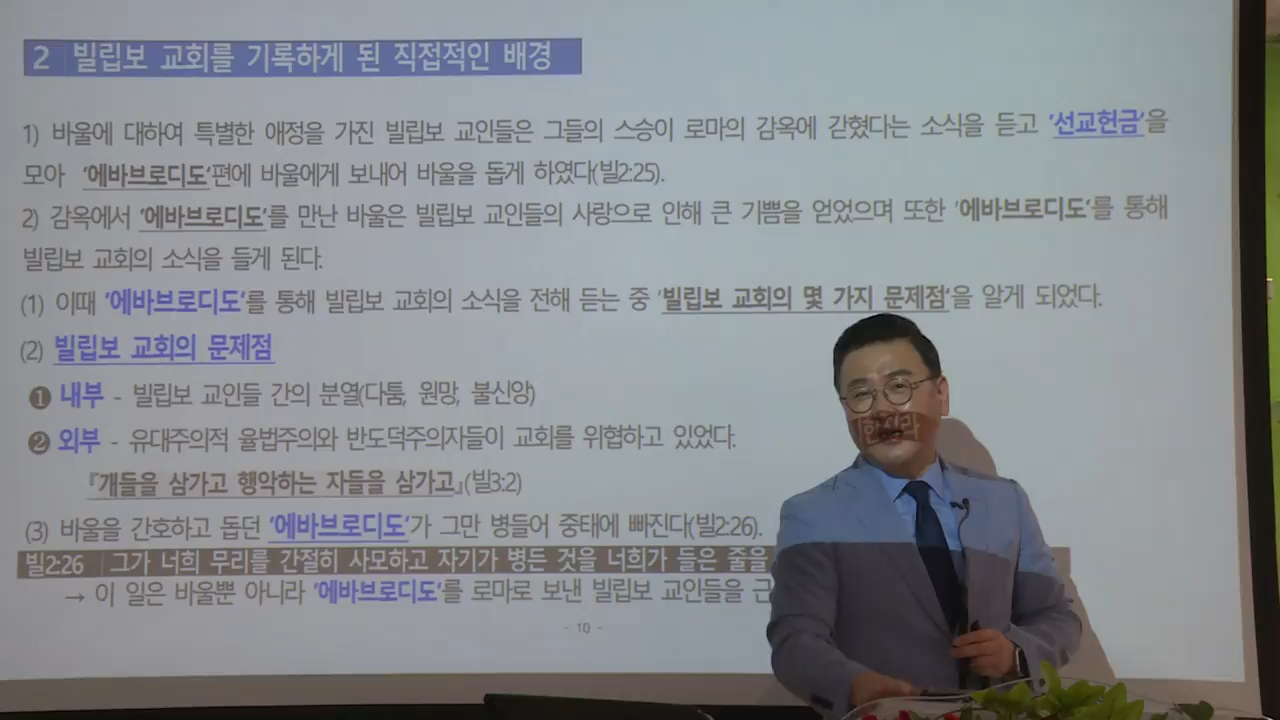 2 빌립보 교회를 기록하게 된 직접적인 배경
1) 바울에 대하여 특별한 애정을 가진 빌립보 교인들은 그들의 스승이 로마의 감옥에 갇혔다는 소식을 듣고 '선교헌금'을
모아 '에바브로디도'편에 바울에게 보내어 바울을 돕게 하였다(빌2:25).
2) 감옥에서 '에바브로디도'를 만난 바울은 빌립보 교인들의 사랑으로 인해 큰 기쁨을 얻었으며 또한 '에바브로디도'를 통해
빌립보 교회의 소식을 들게 된다.
(1) 이때 '에바브로디도'를 통해 빌립보 교회의 소식을 전해 듣는 중 '빌립보 교회의 몇 가지 문제점'을 알게 되었다.
(2) 빌립보 교회의 문제점
❶ 내부 - 빌립보 교인들 간의 분열(다툼, 원망, 불신앙)
❷ 외부 - 유대주의적 율법주의와 반도덕주의자들이 교회를 위협하고 있었다.
『개들을 삼가고 행악하는 자들을 삼가고』(빌3:2)
(3) 바울을 간호하고 돕던 '에바브로디도'가 그만 병들어 중태에 빠진다(빌2:26).
빌2:26 그가 너희 무리를 간절히 사모하고 자기가 병든 것을 너희가 들은 줄을
→ 이 일은 바울뿐 아니라 '에바브로디도'를 로마로 보낸 빌립보 교인들을 근
- 10 -